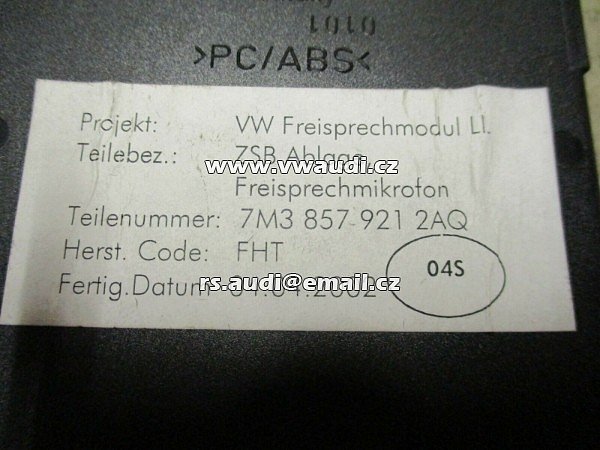 0101
>PC/ABS<
Projekt: VW Freisprechmodul LI.
www.vwaudi.cz
Teilebez.: ZSB Ablage
Freisprechmikrofon
Teilenummer: 7M3 857 921 2AQ
Herst. Code: FHT
04S
rs.audi@email.cz
Fertig.Datum